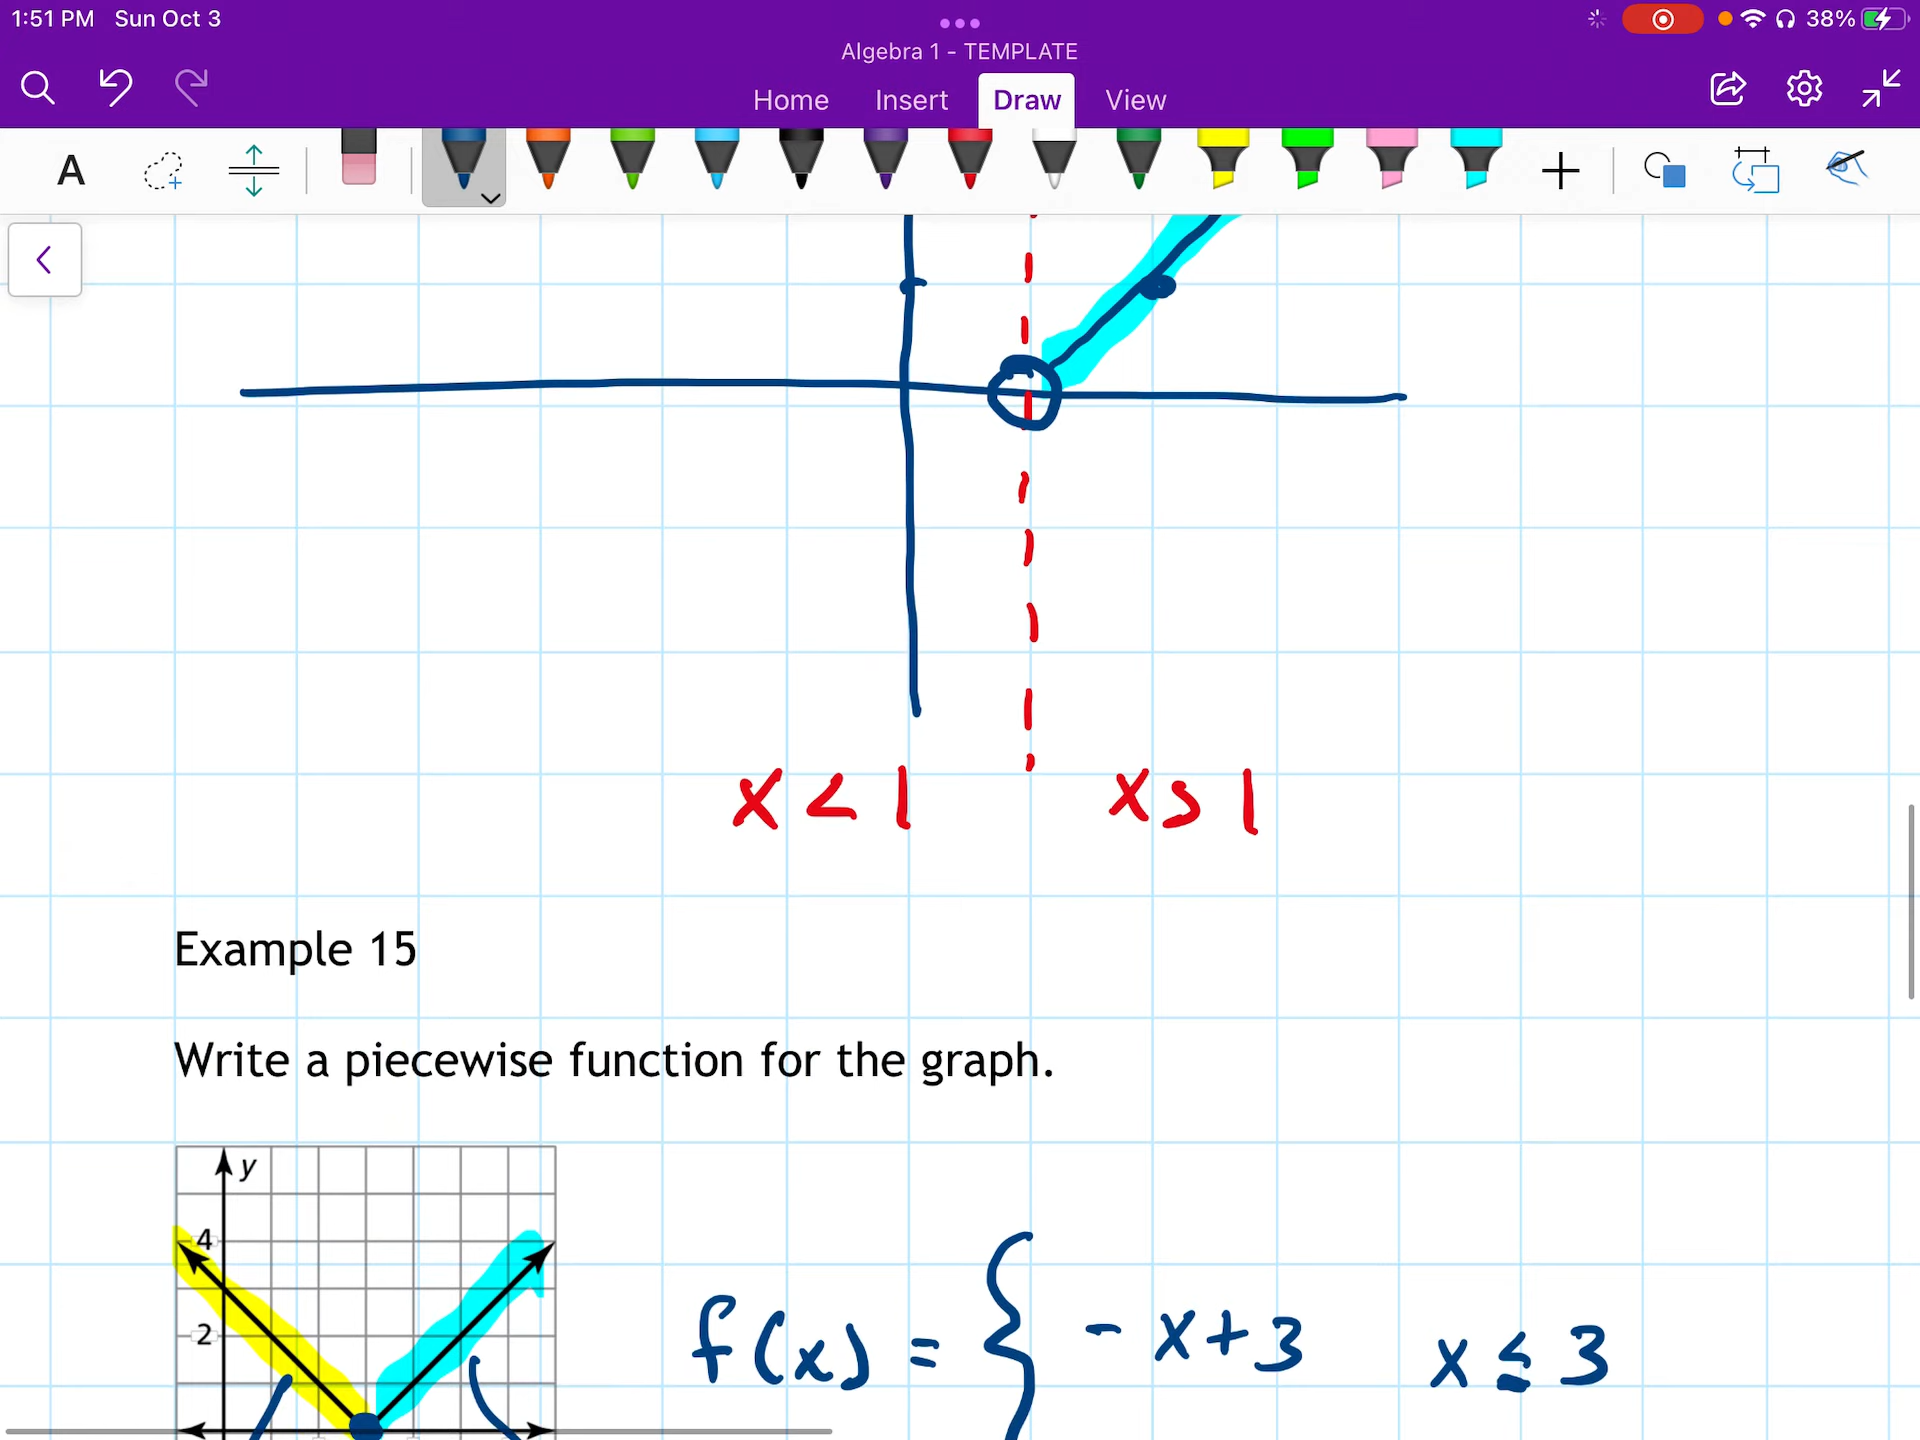 1:51 PM Sun Oct 3
38%
Algebra 1 - TEMPLATE
Home Insert Draw View
A
x < 1
x > 1
Example 15
Write a piecewise function for the graph.
y
4
2
f(x) = { - x + 3 x ≤ 3